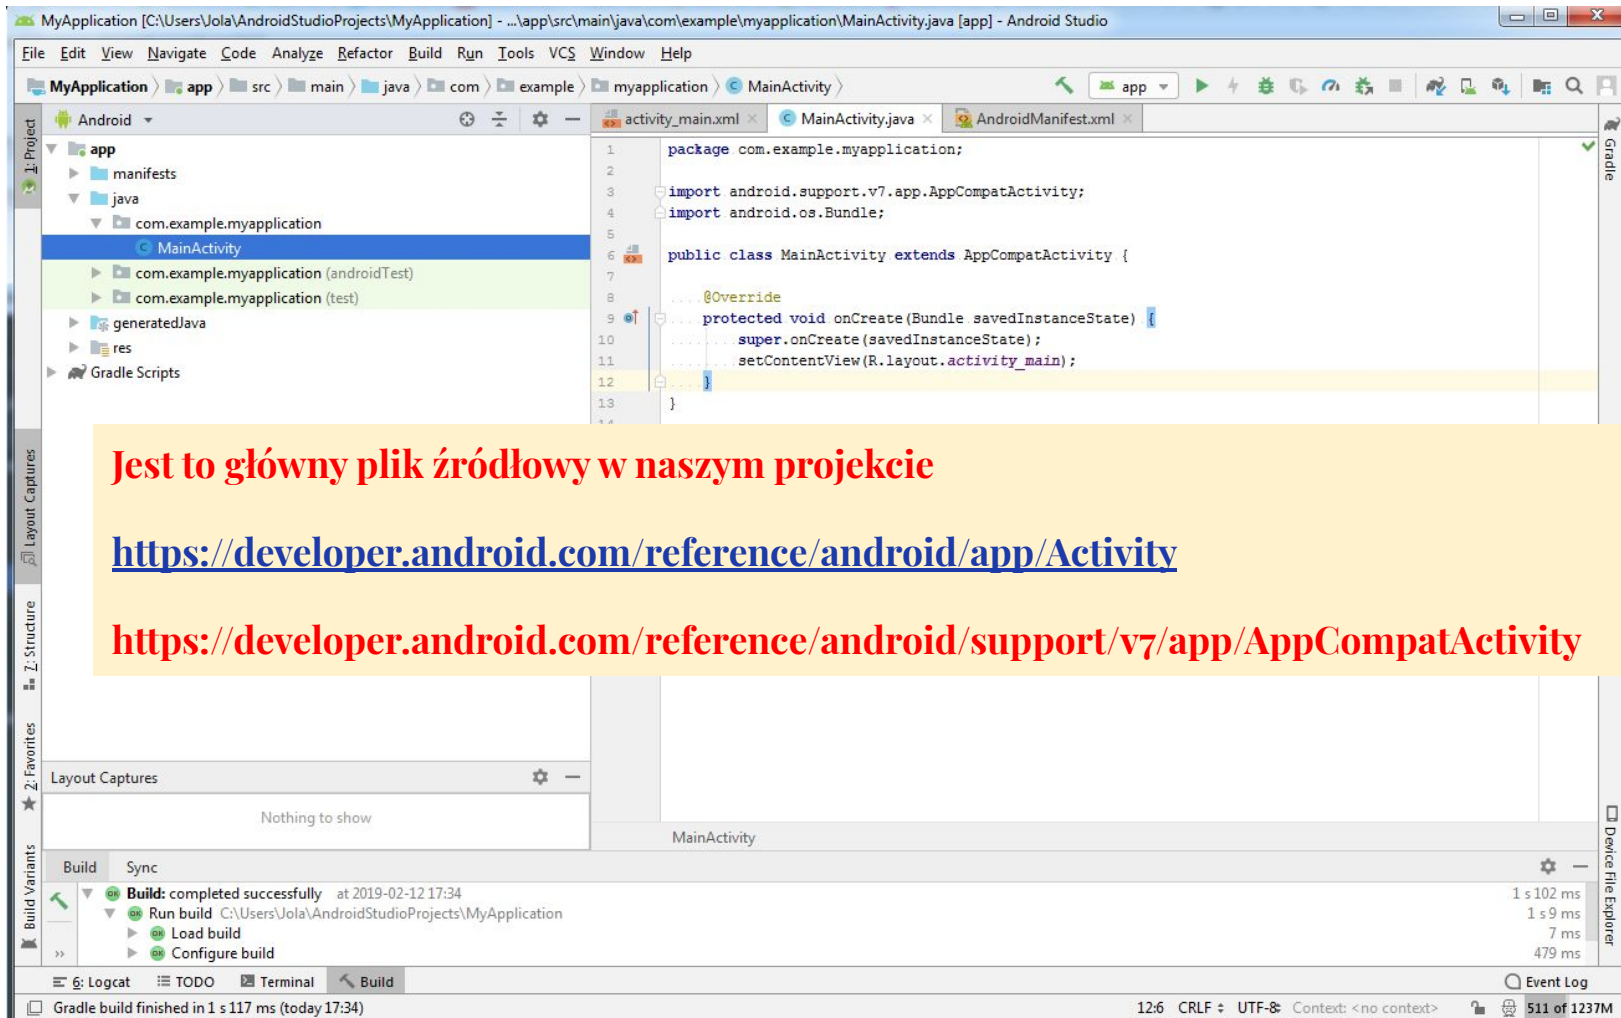 MyApplication [C:\Users\Jola\AndroidStudioProjects\MyApplication] - ...\app\src\main\java\com\example\myapplication\MainActivity.java [app] - Android Studio
File Edit View Navigate Code Analyze Refactor Build Run Tools VCS Window Help
MyApplication app src main java com example myapplication MainActivity
app
1: Project
Android
activity_main.xml MainActivity.java AndroidManifest.xml
Gradle
app
manifests
java
com.example.myapplication
MainActivity
com.example.myapplication (androidTest)
com.example.myapplication (test)
generatedJava
res
Gradle Scripts
1 package com.example.myapplication;
2
3 import android.support.v7.app.AppCompatActivity;
4 import android.os.Bundle;
5
6 public class MainActivity extends AppCompatActivity {
7
8 @Override
9 protected void onCreate(Bundle savedInstanceState) {
10 super.onCreate(savedInstanceState);
11 setContentView(R.layout.activity_main);
12 }
13 }
Jest to główny plik źródłowy w naszym projekcie
https://developer.android.com/reference/android/app/Activity
https://developer.android.com/reference/android/support/v7/app/AppCompatActivity
Layout Captures
7: Structure
2: Favorites
Build Variants
Layout Captures
Nothing to show
MainActivity
Device File Explorer
Build Sync
Build: completed successfully at 2019-02-12 17:34 1 s 102 ms
Run build C:\Users\Jola\AndroidStudioProjects\MyApplication 1 s 9 ms
Load build 7 ms
Configure build 479 ms
6: Logcat TODO Terminal Build Event Log
Gradle build finished in 1 s 117 ms (today 17:34) 12:6 CRLF UTF-8 Context: <no context> 511 of 1237M